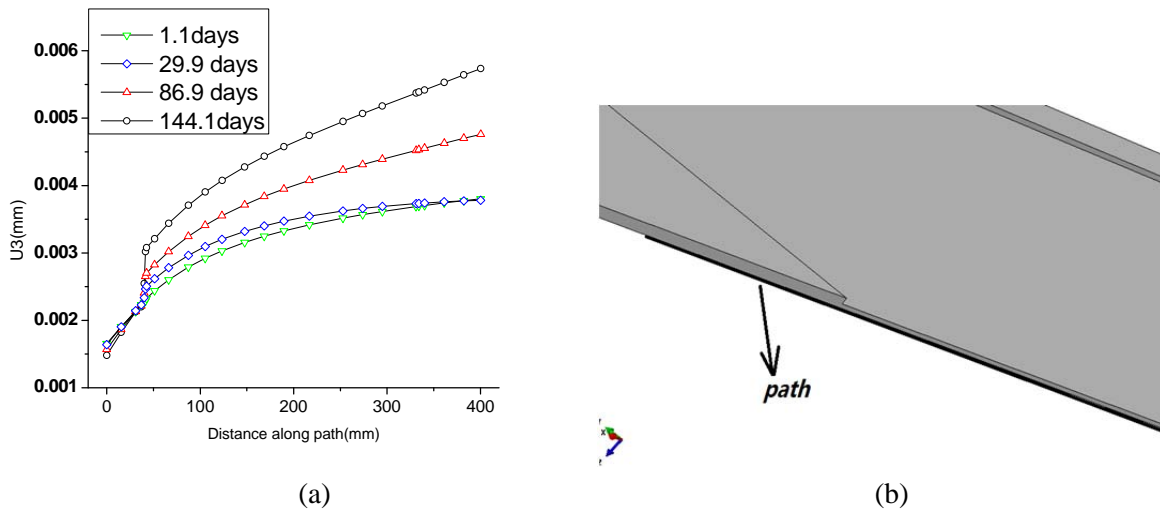 1.1days
29.9 days
86.9 days
144.1days
0.006
0.005
0.004
0.003
0.002
0.001
U3(mm)
0 100 200 300 400
Distance along path(mm)
(a)
path
x
(b)